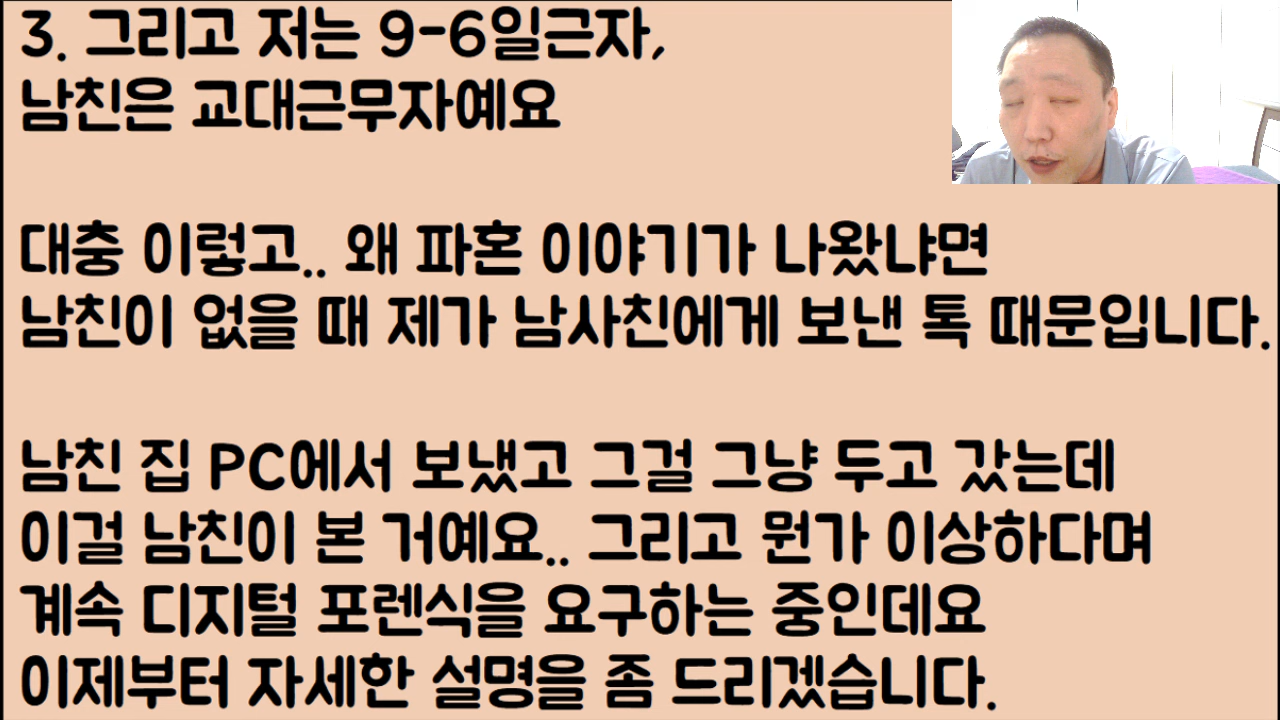 3. 그리고 저는 9-6일근자,
남친은 교대근무자예요
대충 이렇고.. 왜 파혼 이야기가 나왔냐면
남친이 없을 때 제가 남사친에게 보낸 톡 때문입니다.
남친 집 PC에서 보냈고 그걸 그냥 두고 갔는데
이걸 남친이 본 거예요.. 그리고 뭔가 이상하다며
계속 디지털 포렌식을 요구하는 중인데요
이제부터 자세한 설명을 좀 드리겠습니다.